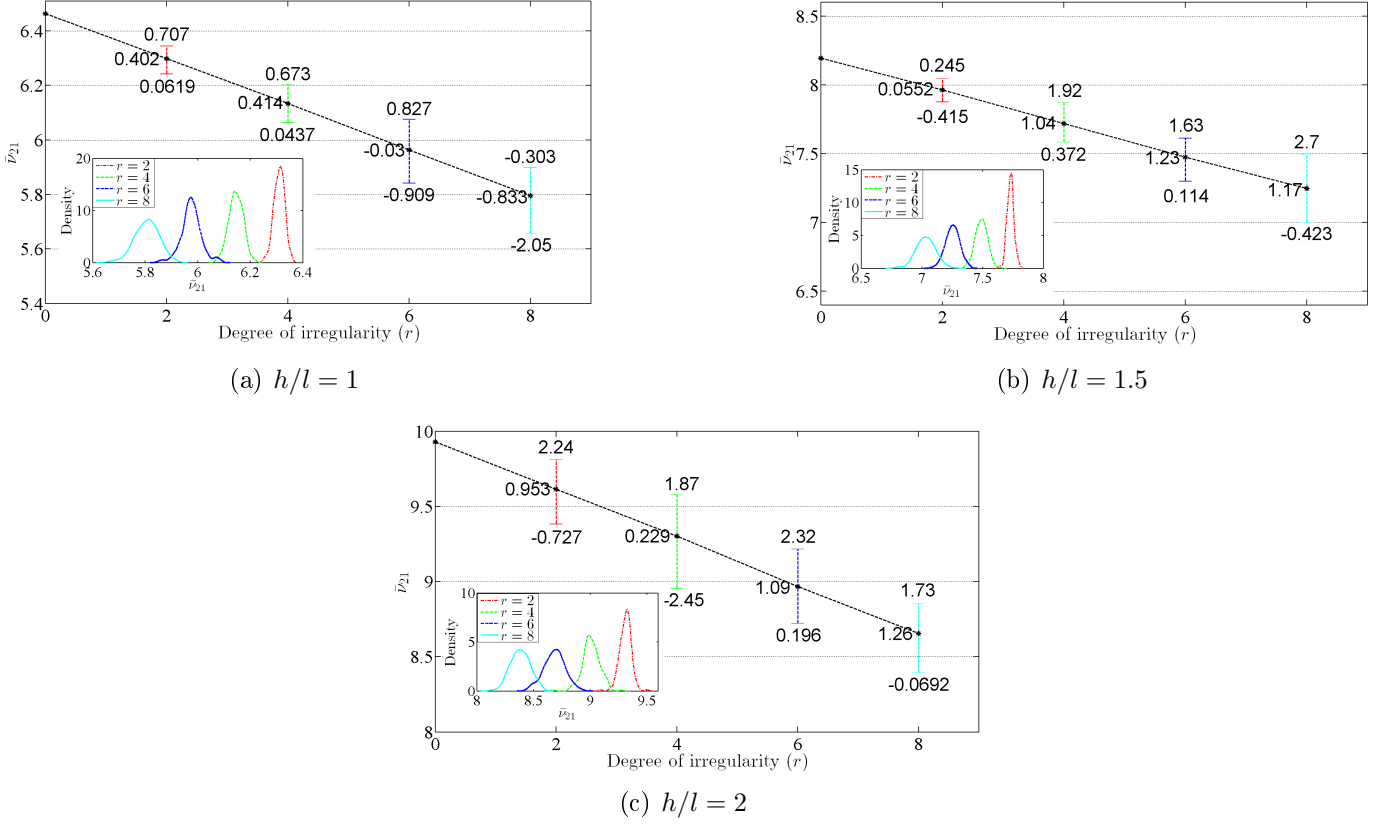 6.4
6.2
6
5.8
5.6
5.4
ν̄₂₁
0.707
0.402
0.0619
0.673
0.414
0.0437
0.827
-0.03
-0.909
-0.303
-0.833
-2.05
20
10
0
Density
r = 2
r = 4
r = 6
r = 8
5.6 5.8 6 6.2 6.4
ν̄₂₁
0 2 4 6 8
Degree of irregularity (r)
(a) h/l = 1
8.5
8
7.5
7
6.5
ν̄₂₁
0.245
0.0552
-0.415
1.92
1.04
0.372
1.63
1.23
0.114
2.7
1.17
-0.423
15
10
5
0
Density
r = 2
r = 4
r = 6
r = 8
6.5 7 7.5 8
ν̄₂₁
0 2 4 6 8
Degree of irregularity (r)
(b) h/l = 1.5
10
9.5
9
8.5
8
ν̄₂₁
2.24
0.953
-0.727
1.87
0.229
-2.45
2.32
1.09
0.196
1.73
1.26
-0.0692
10
5
0
Density
r = 2
r = 4
r = 6
r = 8
8 8.5 9 9.5
ν̄₂₁
0 2 4 6 8
Degree of irregularity (r)
(c) h/l = 2